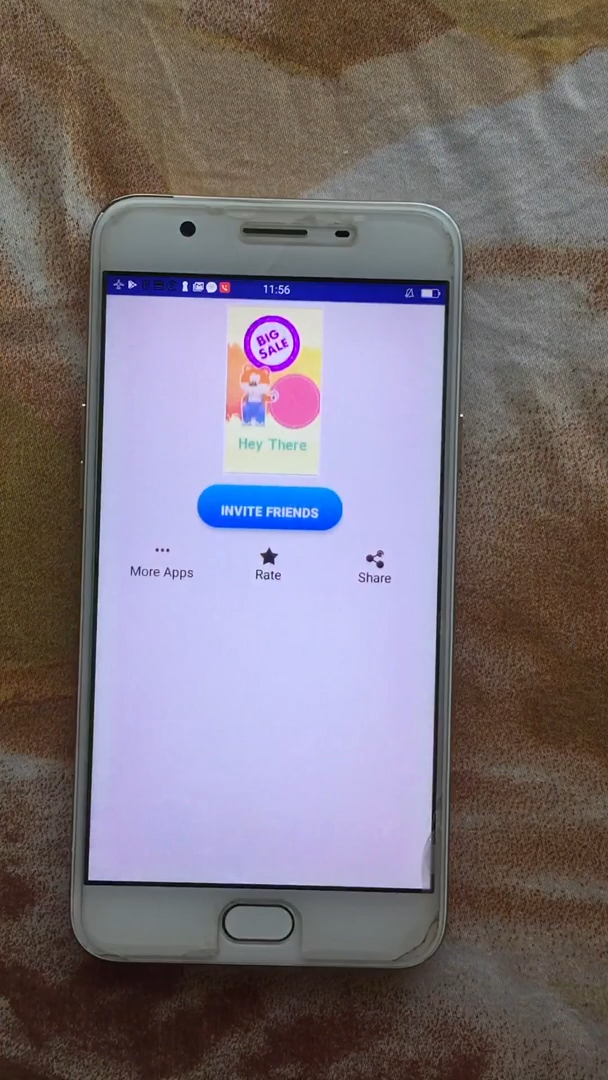 11:56
BIG
SALE
Hey There
INVITE FRIENDS
More Apps
Rate
Share